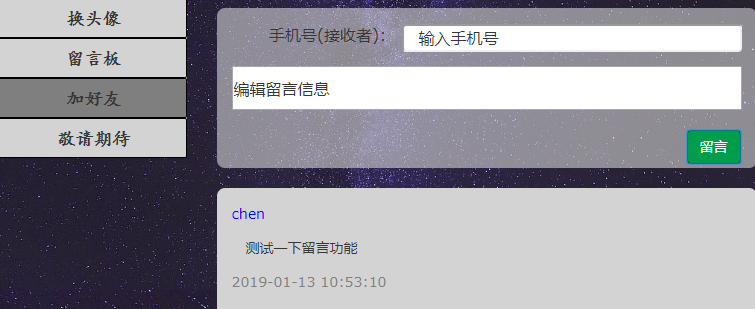 换头像
留言板
加好友
敬请期待
手机号(接收者)：
输入手机号
编辑留言信息
留言
chen
测试一下留言功能
2019-01-13 10:53:10